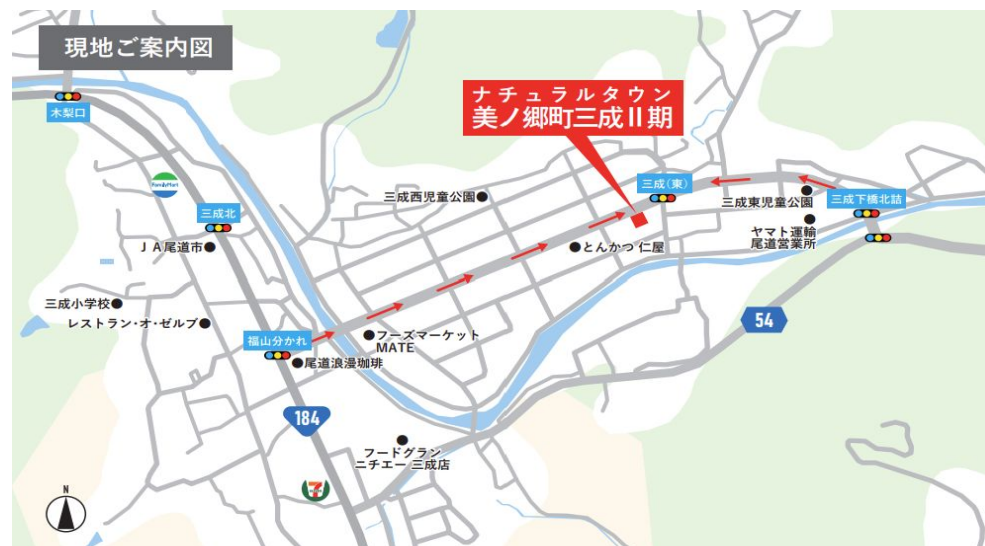 現地ご案内図
ナチュラルタウン
美ノ郷町三成Ⅱ期
木梨口
FamilyMart
三成北
JA尾道市
三成西児童公園
三成(東)
三成東児童公園
三成下橋北詰
ヤマト運輸
尾道営業所
とんかつ 仁屋
三成小学校
レストラン・オ・ゼルブ
福山分かれ
フーズマーケット
MATE
尾道浪漫珈琲
54
184
フードグラン
ニチエー 三成店
7
N